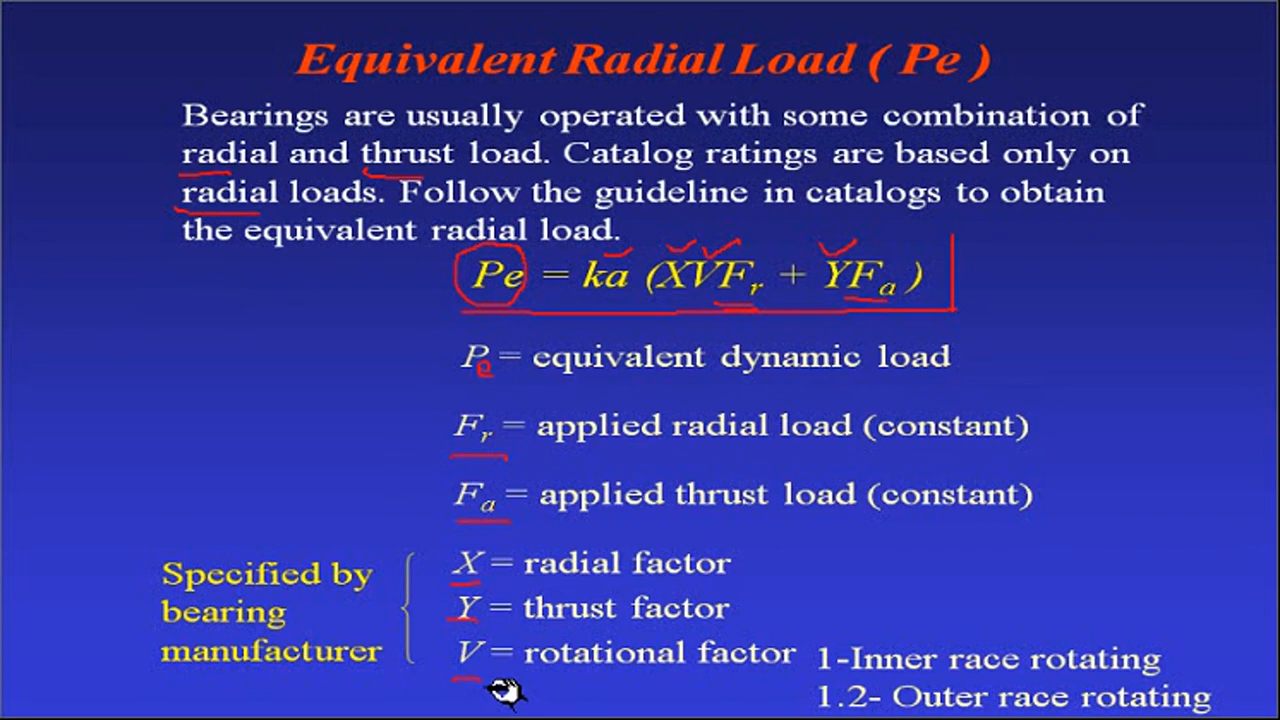 Equivalent Radial Load ( Pe )
Bearings are usually operated with some combination of
radial and thrust load. Catalog ratings are based only on
radial loads. Follow the guideline in catalogs to obtain
the equivalent radial load.
Pe = ka (XVFr + YFa )
Pe = equivalent dynamic load
Fr = applied radial load (constant)
Fa = applied thrust load (constant)
Specified by
bearing
manufacturer
X = radial factor
Y = thrust factor
V = rotational factor
1-Inner race rotating
1.2- Outer race rotating